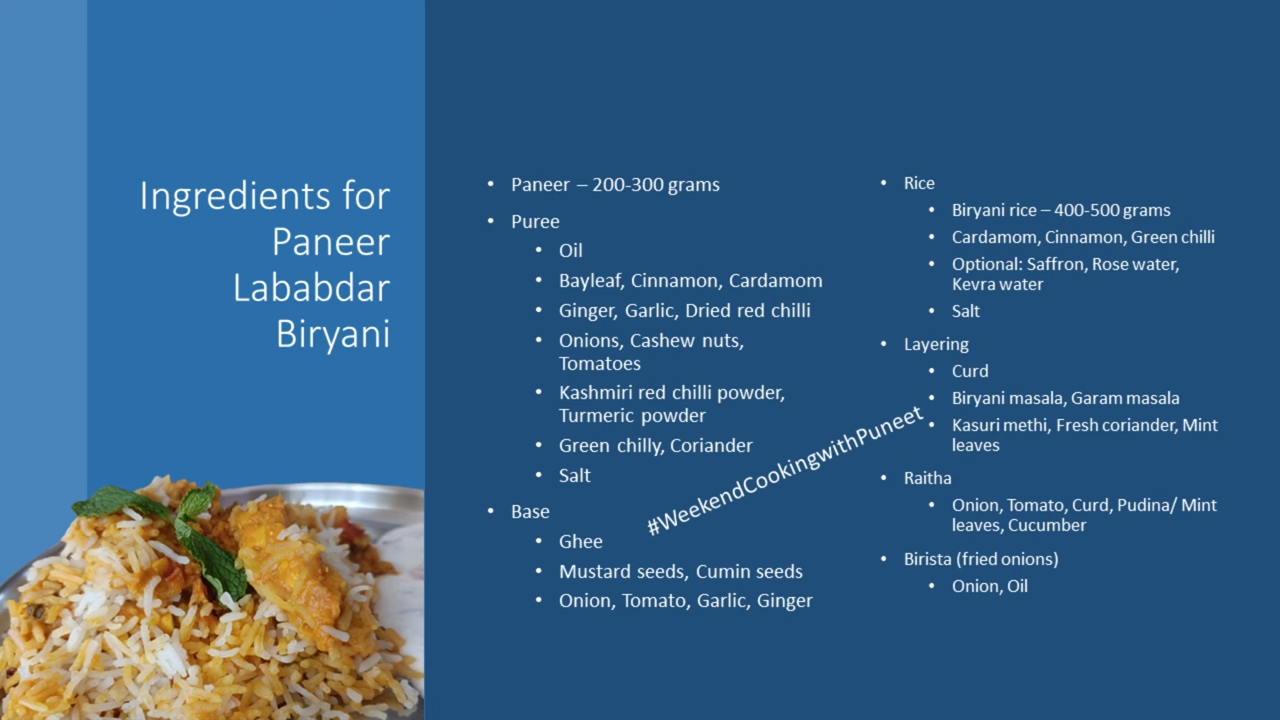 Ingredients for
Paneer
Lababdar
Biryani
• Paneer – 200-300 grams
• Puree
• Oil
• Bayleaf, Cinnamon, Cardamom
• Ginger, Garlic, Dried red chilli
• Onions, Cashew nuts,
Tomatoes
• Kashmiri red chilli powder,
Turmeric powder
• Green chilly, Coriander
• Salt
• Base
• Ghee
• Mustard seeds, Cumin seeds
• Onion, Tomato, Garlic, Ginger
#WeekendCookingwithPuneet
• Rice
• Biryani rice – 400-500 grams
• Cardamom, Cinnamon, Green chilli
• Optional: Saffron, Rose water,
Kevra water
• Salt
• Layering
• Curd
• Biryani masala, Garam masala
• Kasuri methi, Fresh coriander, Mint
leaves
• Raitha
• Onion, Tomato, Curd, Pudina/ Mint
leaves, Cucumber
• Birista (fried onions)
• Onion, Oil